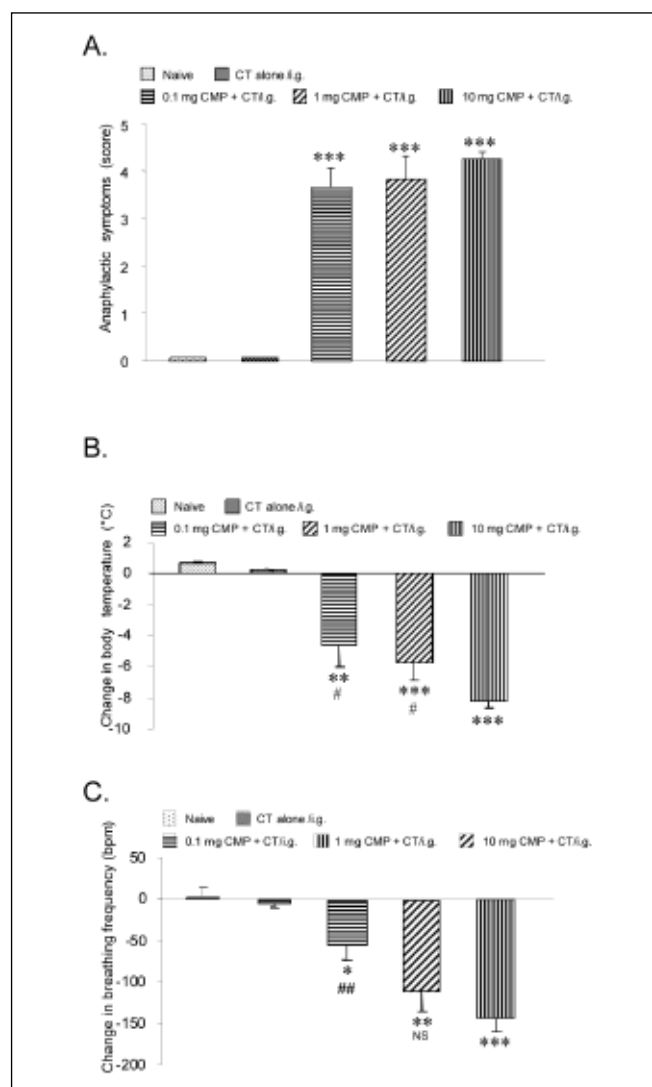 A.
Naive CT alone /i.g.
0.1 mg CMP + CT/i.g. 1 mg CMP + CT/i.g. 10 mg CMP + CT/i.g.
Anaphylactic symptoms (score)
5
4
3
2
1
0
*** *** ***
B.
Naive CT alone /i.g.
0.1 mg CMP + CT/i.g. 1 mg CMP + CT/i.g. 10 mg CMP + CT/i.g.
Change in body temperature (°C)
2
0
-2
-4
-6
-8
-10
** *** ***
# #
C.
Naive CT alone /i.g.
0.1 mg CMP + CT/i.g. 1 mg CMP + CT/i.g. 10 mg CMP + CT/i.g.
Change in breathing frequency (bpm)
50
0
-50
-100
-150
-200
* ** ***
## NS